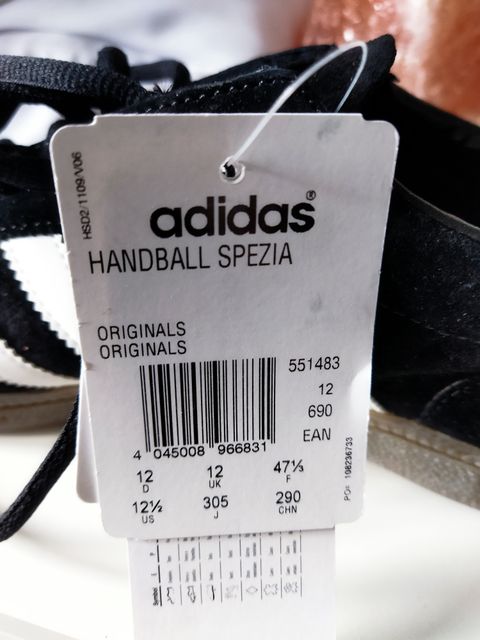 HSD2/1109/V06
adidas®
HANDBALL SPEZIA
ORIGINALS
ORIGINALS
551483
12
690
EAN
4 045008 966831
12 12 47⅓
D UK F
12½ 305 290
US J CHN
PO# 198236733
Symbol